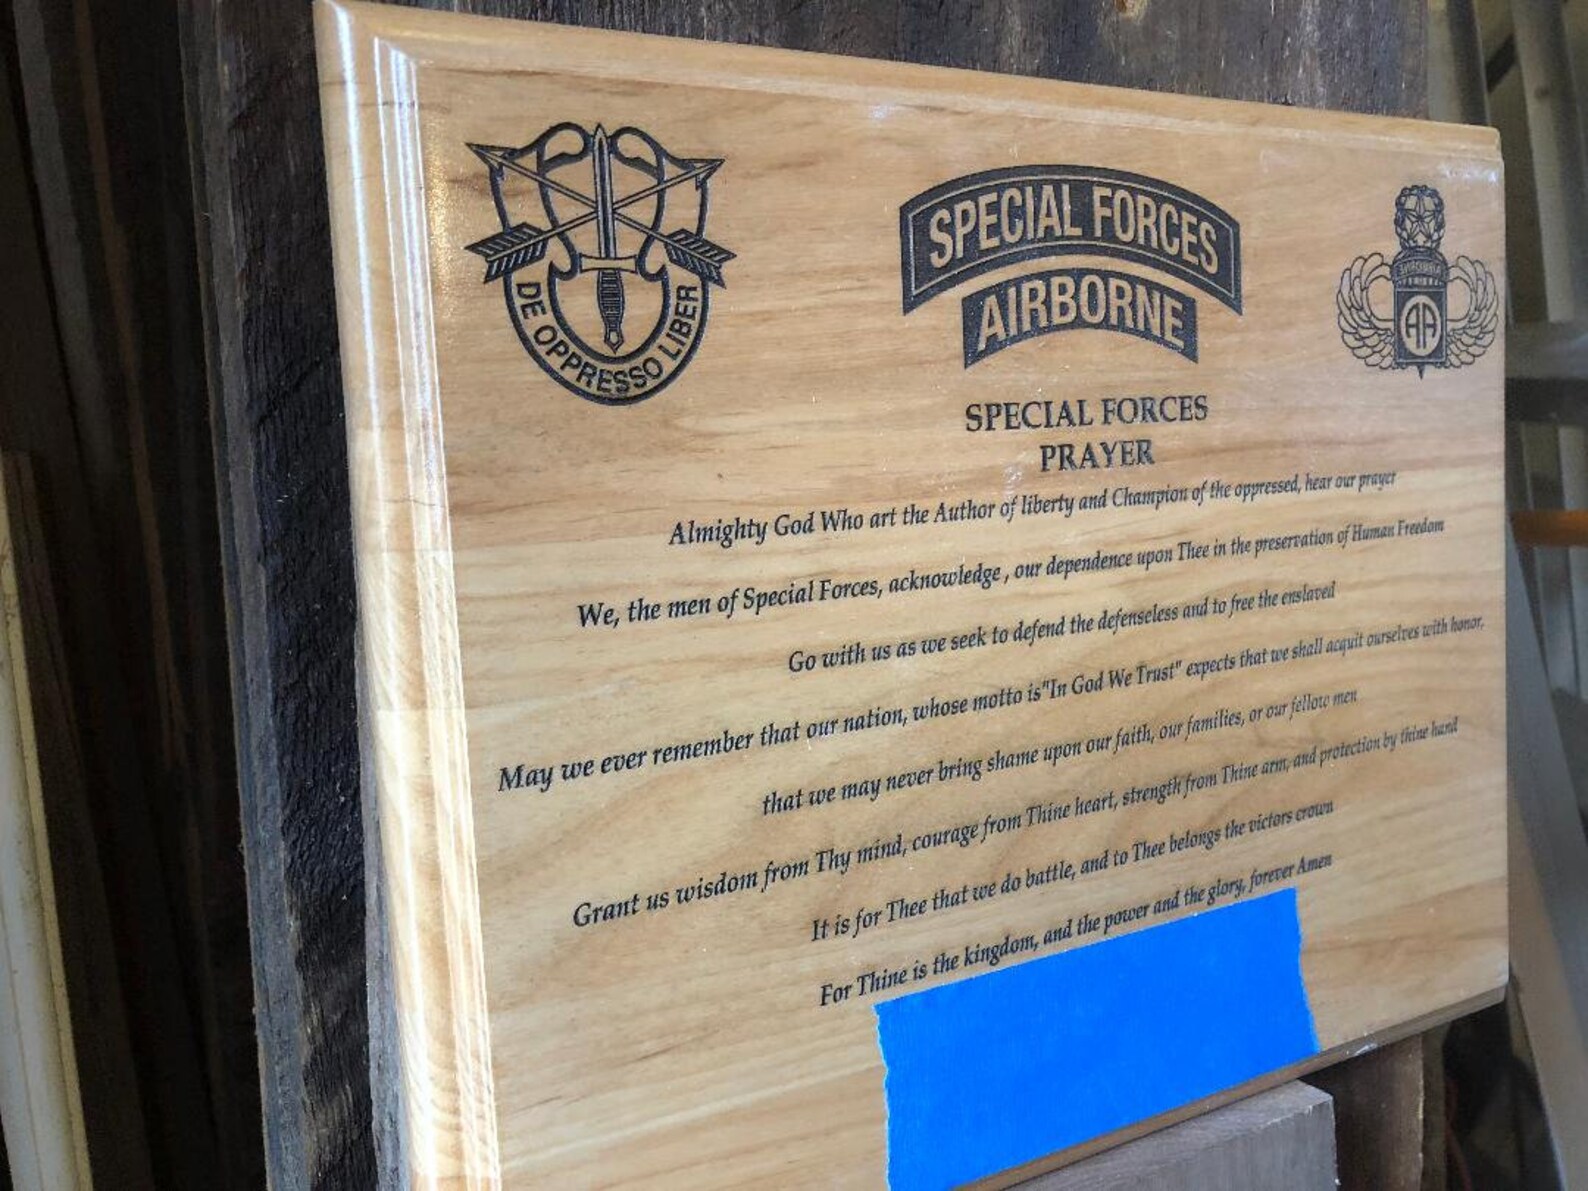 DE OPPRESSO LIBER
SPECIAL FORCES
AIRBORNE
AA
SPECIAL FORCES
PRAYER
Almighty God Who art the Author of liberty and Champion of the oppressed, hear our prayer
We, the men of Special Forces, acknowledge , our dependence upon Thee in the preservation of Human Freedom
Go with us as we seek to defend the defenseless and to free the enslaved
May we ever remember that our nation, whose motto is"In God We Trust" expects that we shall acquit ourselves with honor,
that we may never bring shame upon our faith, our families, or our fellow men
Grant us wisdom from Thy mind, courage from Thine heart, strength from Thine arm, and protection by thine hand
It is for Thee that we do battle, and to Thee belongs the victors crown
For Thine is the kingdom, and the power and the glory, forever Amen